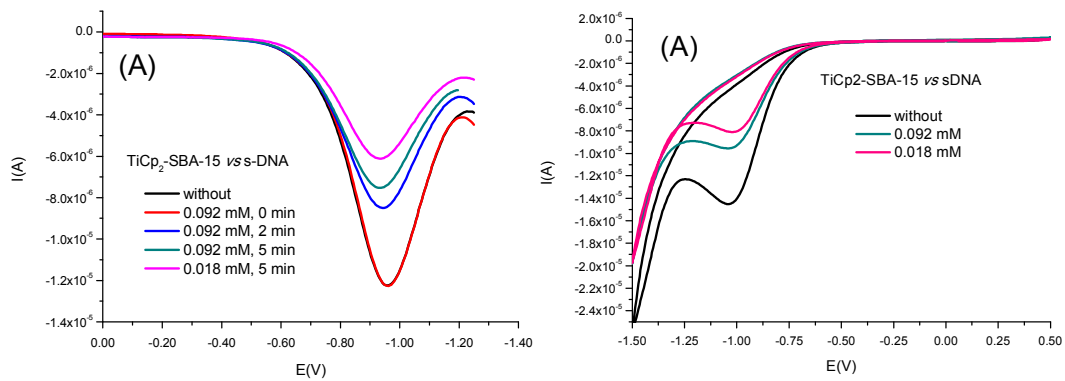 0.0
-2.0x10⁻⁶
-4.0x10⁻⁶
-6.0x10⁻⁶
-8.0x10⁻⁶
-1.0x10⁻⁵
-1.2x10⁻⁵
-1.4x10⁻⁵
I(A)
(A)
TiCp₂-SBA-15 vs s-DNA
without
0.092 mM, 0 min
0.092 mM, 2 min
0.092 mM, 5 min
0.018 mM, 5 min
0.00 -0.20 -0.40 -0.60 -0.80 -1.00 -1.20 -1.40
E(V)
2.0x10⁻⁶
0.0
-2.0x10⁻⁶
-4.0x10⁻⁶
-6.0x10⁻⁶
-8.0x10⁻⁶
-1.0x10⁻⁵
-1.2x10⁻⁵
-1.4x10⁻⁵
-1.6x10⁻⁵
-1.8x10⁻⁵
-2.0x10⁻⁵
-2.2x10⁻⁵
-2.4x10⁻⁵
I(A)
(A)
TiCp2-SBA-15 vs sDNA
without
0.092 mM
0.018 mM
-1.50 -1.25 -1.00 -0.75 -0.50 -0.25 0.00 0.25 0.50
E(V)